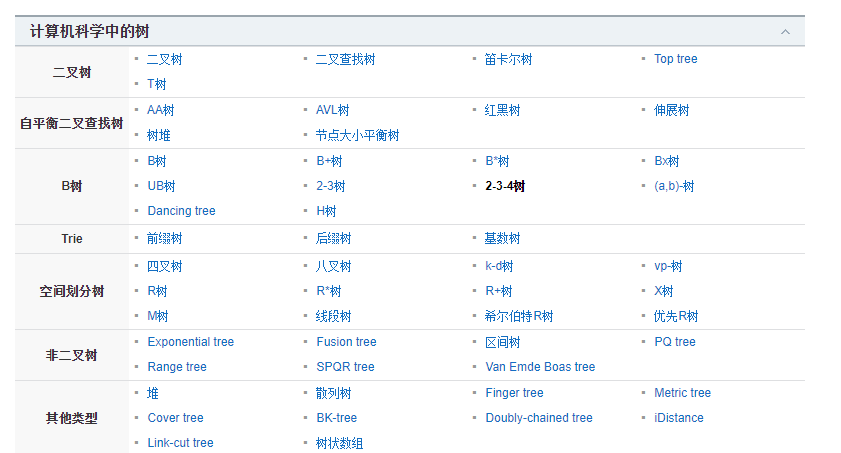 计算机科学中的树
二叉树
二叉树 二叉查找树 笛卡尔树 Top tree
T树
自平衡二叉查找树
AA树 AVL树 红黑树 伸展树
树堆 节点大小平衡树
B树
B树 B+树 B*树 Bx树
UB树 2-3树 2-3-4树 (a,b)-树
Dancing tree H树
Trie
前缀树 后缀树 基数树
空间划分树
四叉树 八叉树 k-d树 vp-树
R树 R*树 R+树 X树
M树 线段树 希尔伯特R树 优先R树
非二叉树
Exponential tree Fusion tree 区间树 PQ tree
Range tree SPQR tree Van Emde Boas tree
其他类型
堆 散列树 Finger tree Metric tree
Cover tree BK-tree Doubly-chained tree iDistance
Link-cut tree 树状数组